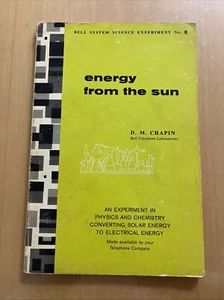 BELL SYSTEM SCIENCE EXPERIMENT No. 2
energy
from the sun
D. M. CHAPIN
Bell Telephone Laboratories
AN EXPERIMENT IN
PHYSICS AND CHEMISTRY
CONVERTING SOLAR ENERGY
TO ELECTRICAL ENERGY
Made available by your
Telephone Company